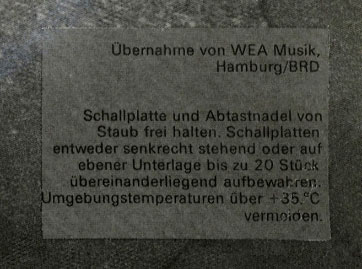 Übernahme von WEA Musik,
Hamburg/BRD
Schallplatte und Abtastnadel von
Staub frei halten. Schallplatten
entweder senkrecht stehend oder auf
ebener Unterlage bis zu 20 Stück
übereinanderliegend aufbewahren.
Umgebungstemperaturen über +35.°C
vermeiden.